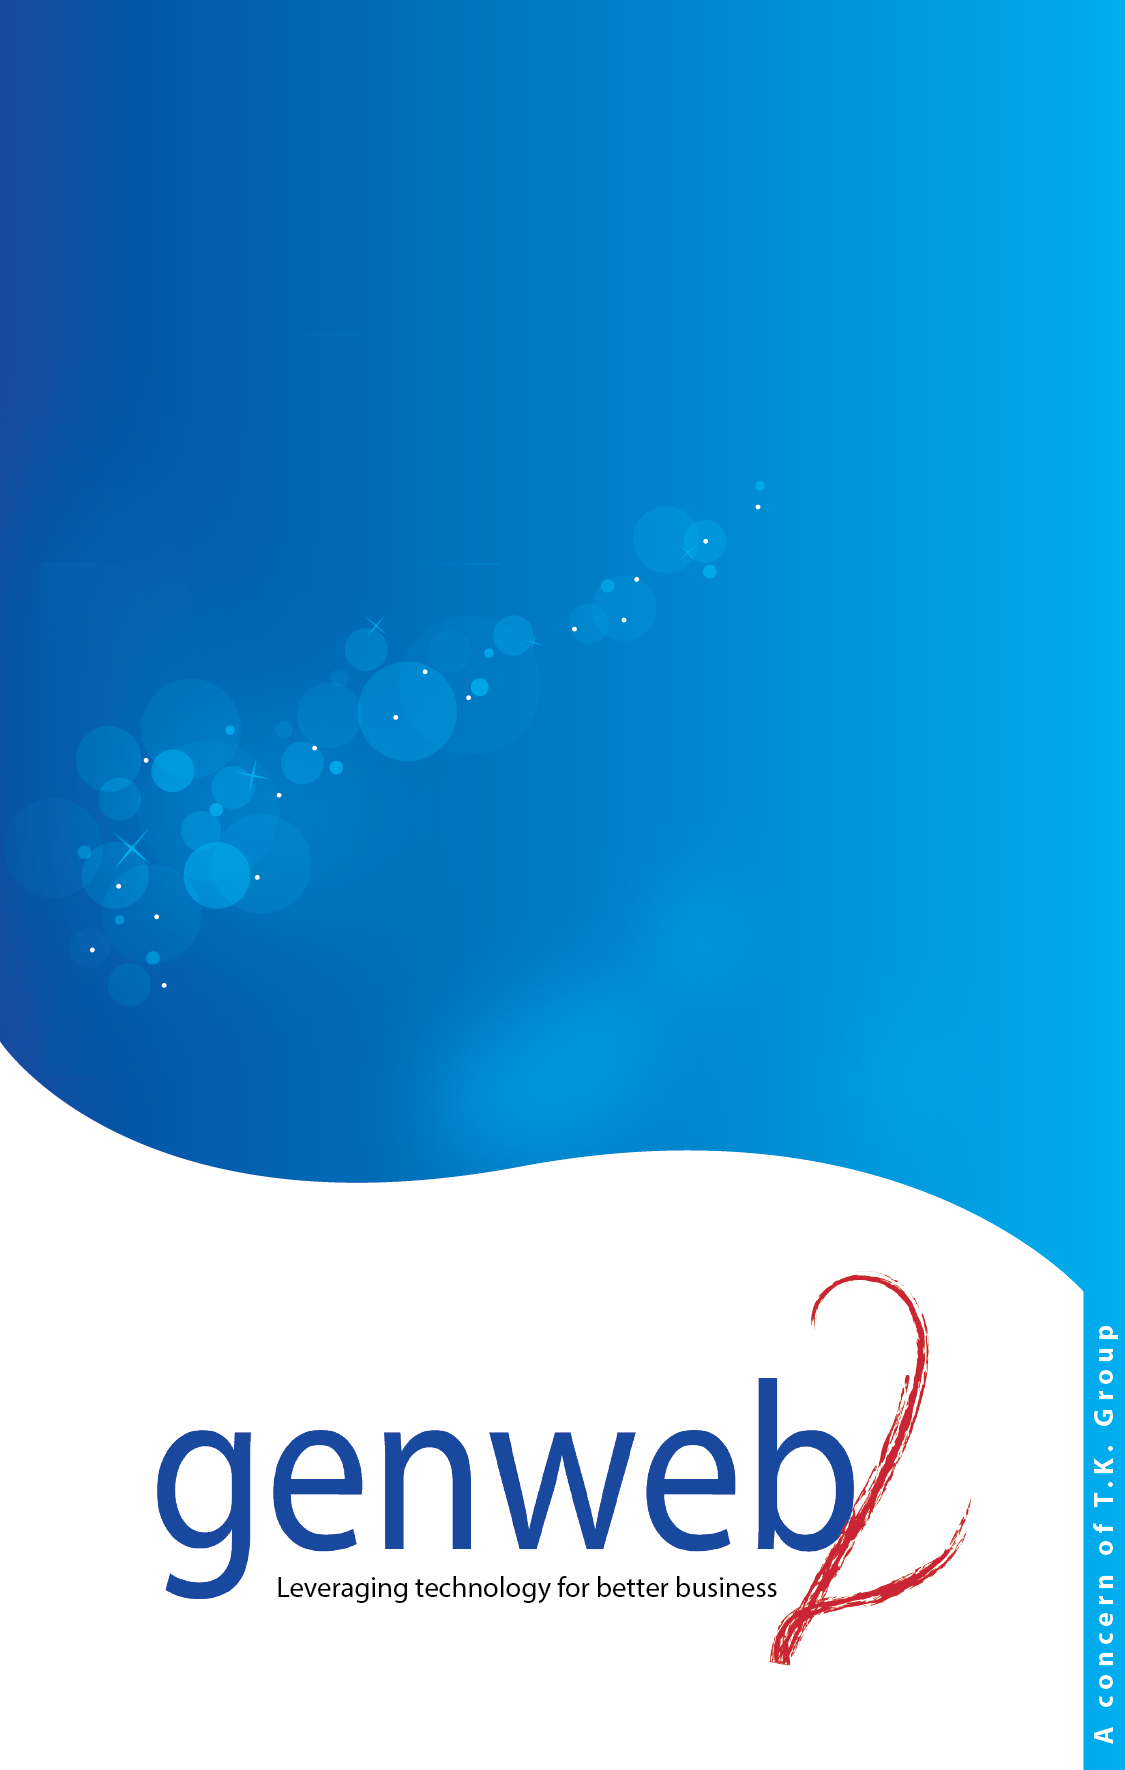 genweb2
Leveraging technology for better business
A concern of T.K. Group